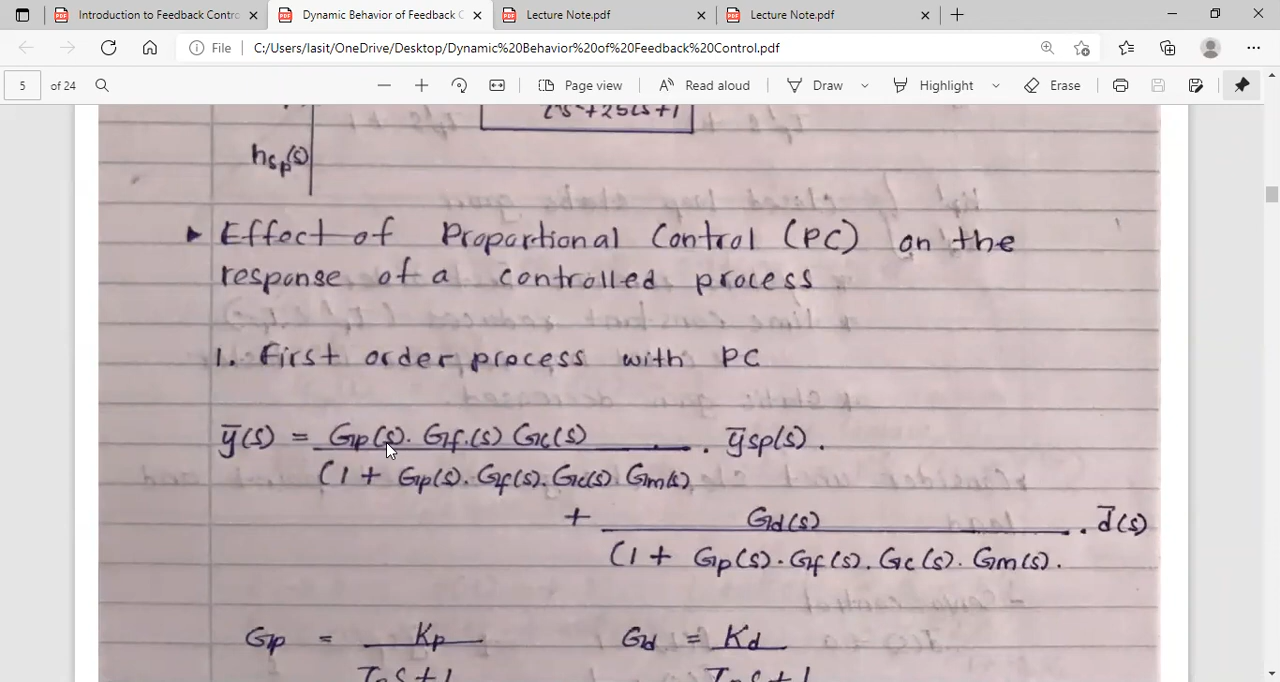 Introduction to Feedback Contro
Dynamic Behavior of Feedback C
Lecture Note.pdf
Lecture Note.pdf
File
C:/Users/lasit/OneDrive/Desktop/Dynamic%20Behavior%20of%20Feedback%20Control.pdf
5 of 24
Page view
Read aloud
Draw
Highlight
Erase
hsp(s)
▸ Effect of Proportional Control (PC) on the
response of a controlled process
1. First order process with PC
ȳ(s) = Gp(s). Gf.(s) Gc(s) . ȳsp(s).
(1 + Gp(s). Gf(s). Gc(s) Gm(s)
+ Gd(s) . d̄(s)
(1 + Gp(s). Gf(s). Gc(s). Gm(s).
Gp = Kp Gd = Kd